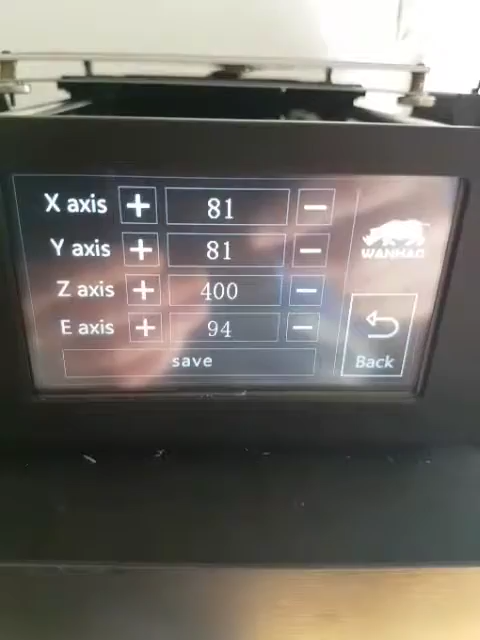 X axis + 81 −
Y axis + 81 −
Z axis + 400 −
E axis + 94 −
save
WANHAO
Back